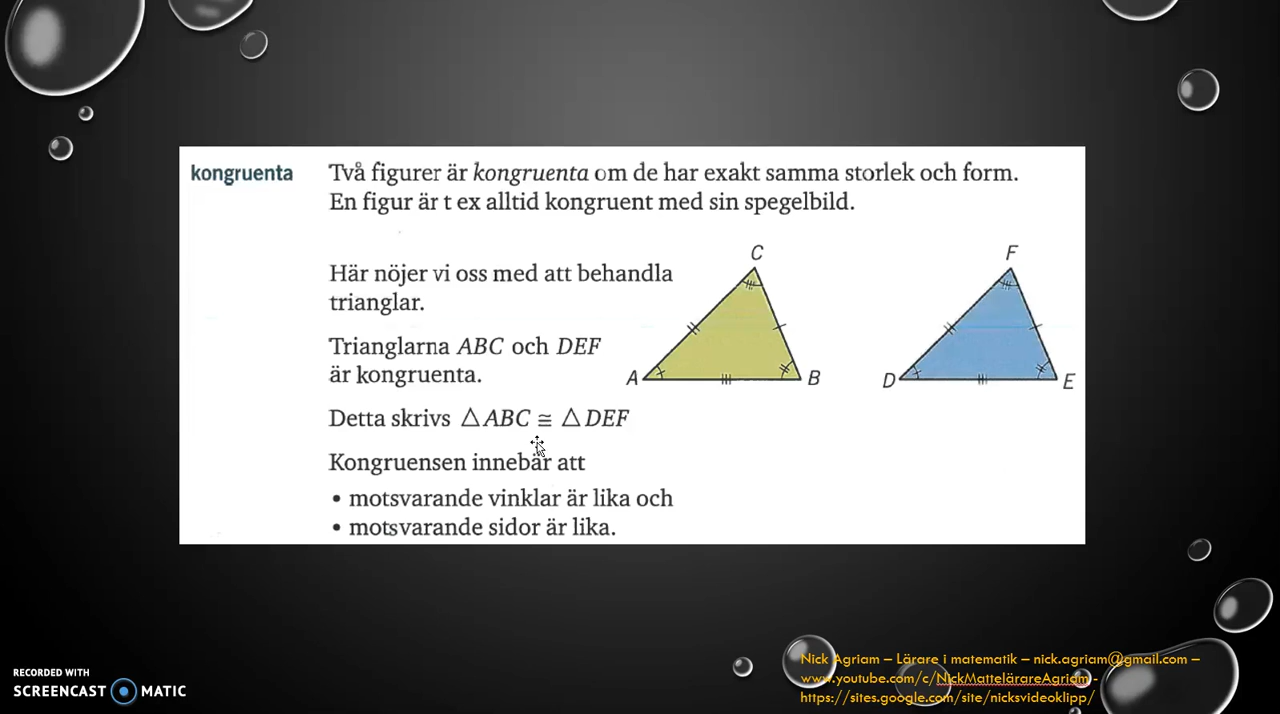 kongruenta
Två figurer är kongruenta om de har exakt samma storlek och form.
En figur är t ex alltid kongruent med sin spegelbild.
Här nöjer vi oss med att behandla
trianglar.
Trianglarna ABC och DEF
är kongruenta.
Detta skrivs △ABC ≅ △DEF
Kongruensen innebär att
• motsvarande vinklar är lika och
• motsvarande sidor är lika.
C
A
B
F
D
E
Nick Agriam – Lärare i matematik – nick.agriam@gmail.com –
www.youtube.com/c/NickMattelärareAgriam -
https://sites.google.com/site/nicksvideoklipp/
RECORDED WITH
SCREENCAST MATIC